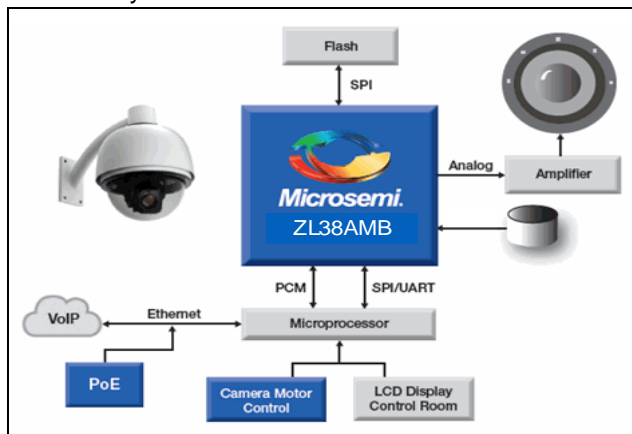 Flash
SPI
Microsemi.
ZL38AMB
Analog
Amplifier
PCM
SPI/UART
VoIP
Ethernet
Microprocessor
PoE
Camera Motor
Control
LCD Display
Control Room